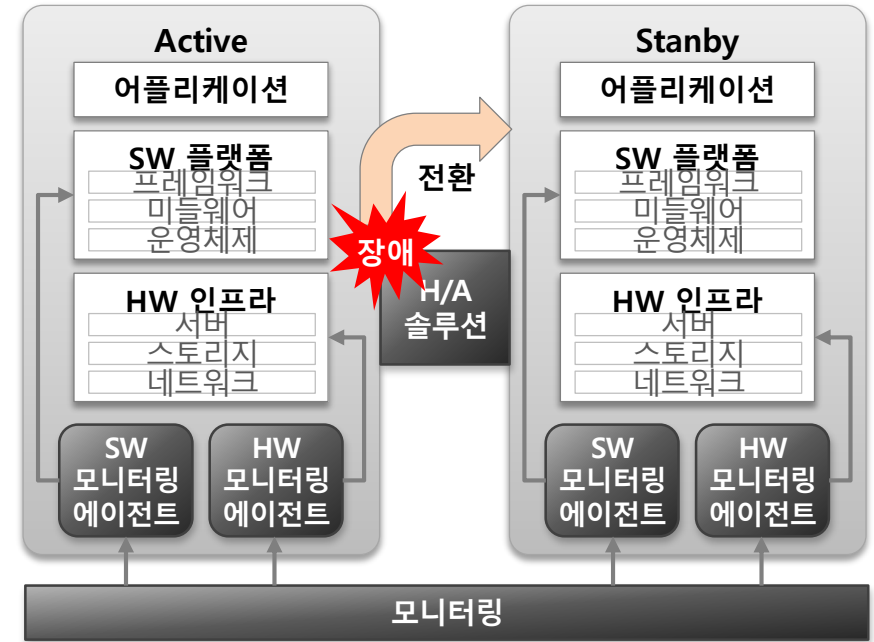 Active
어플리케이션
SW 플랫폼
프레임워크
미들웨어
운영체제
HW 인프라
서버
스토리지
네트워크
SW
모니터링
에이전트
HW
모니터링
에이전트
전환
장애
H/A
솔루션
Stanby
어플리케이션
SW 플랫폼
프레임워크
미들웨어
운영체제
HW 인프라
서버
스토리지
네트워크
SW
모니터링
에이전트
HW
모니터링
에이전트
모니터링